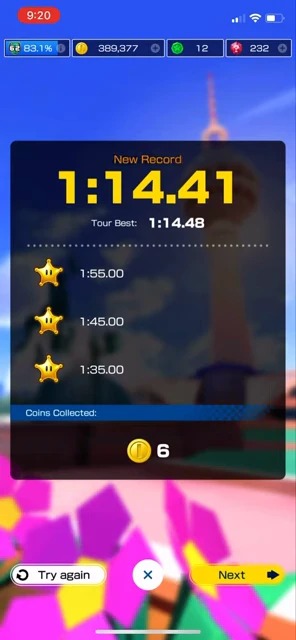 9:20
62 83.1% 389,377 12 232
New Record
1:14.41
Tour Best: 1:14.48
1:55.00
1:45.00
1:35.00
Coins Collected:
6
Try again Next